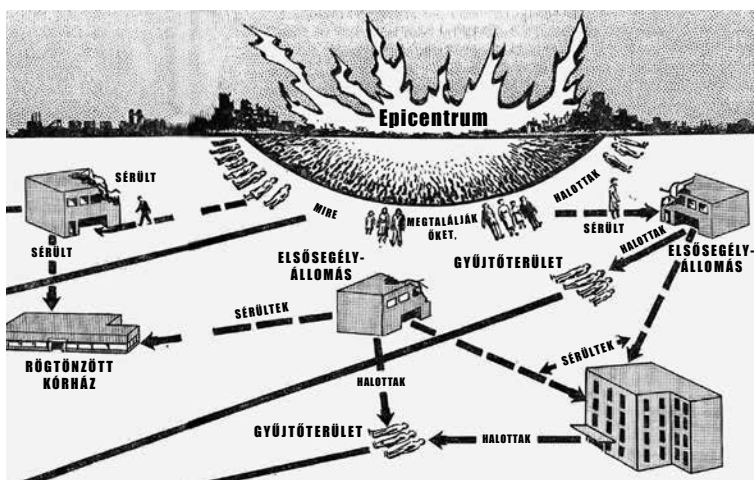 Epicentrum
SÉRÜLT
HALOTTAK
MIRE
MEGTALÁLJÁK
ŐKET,
SÉRÜLT
SÉRÜLT
HALOTTAK
ELSŐSEGÉLY-
ÁLLOMÁS
GYŰJTŐTERÜLET
ELSŐSEGÉLY-
ÁLLOMÁS
SÉRÜLTEK
RÖGTÖNZÖTT
KÓRHÁZ
SÉRÜLTEK
HALOTTAK
GYŰJTŐTERÜLET
HALOTTAK